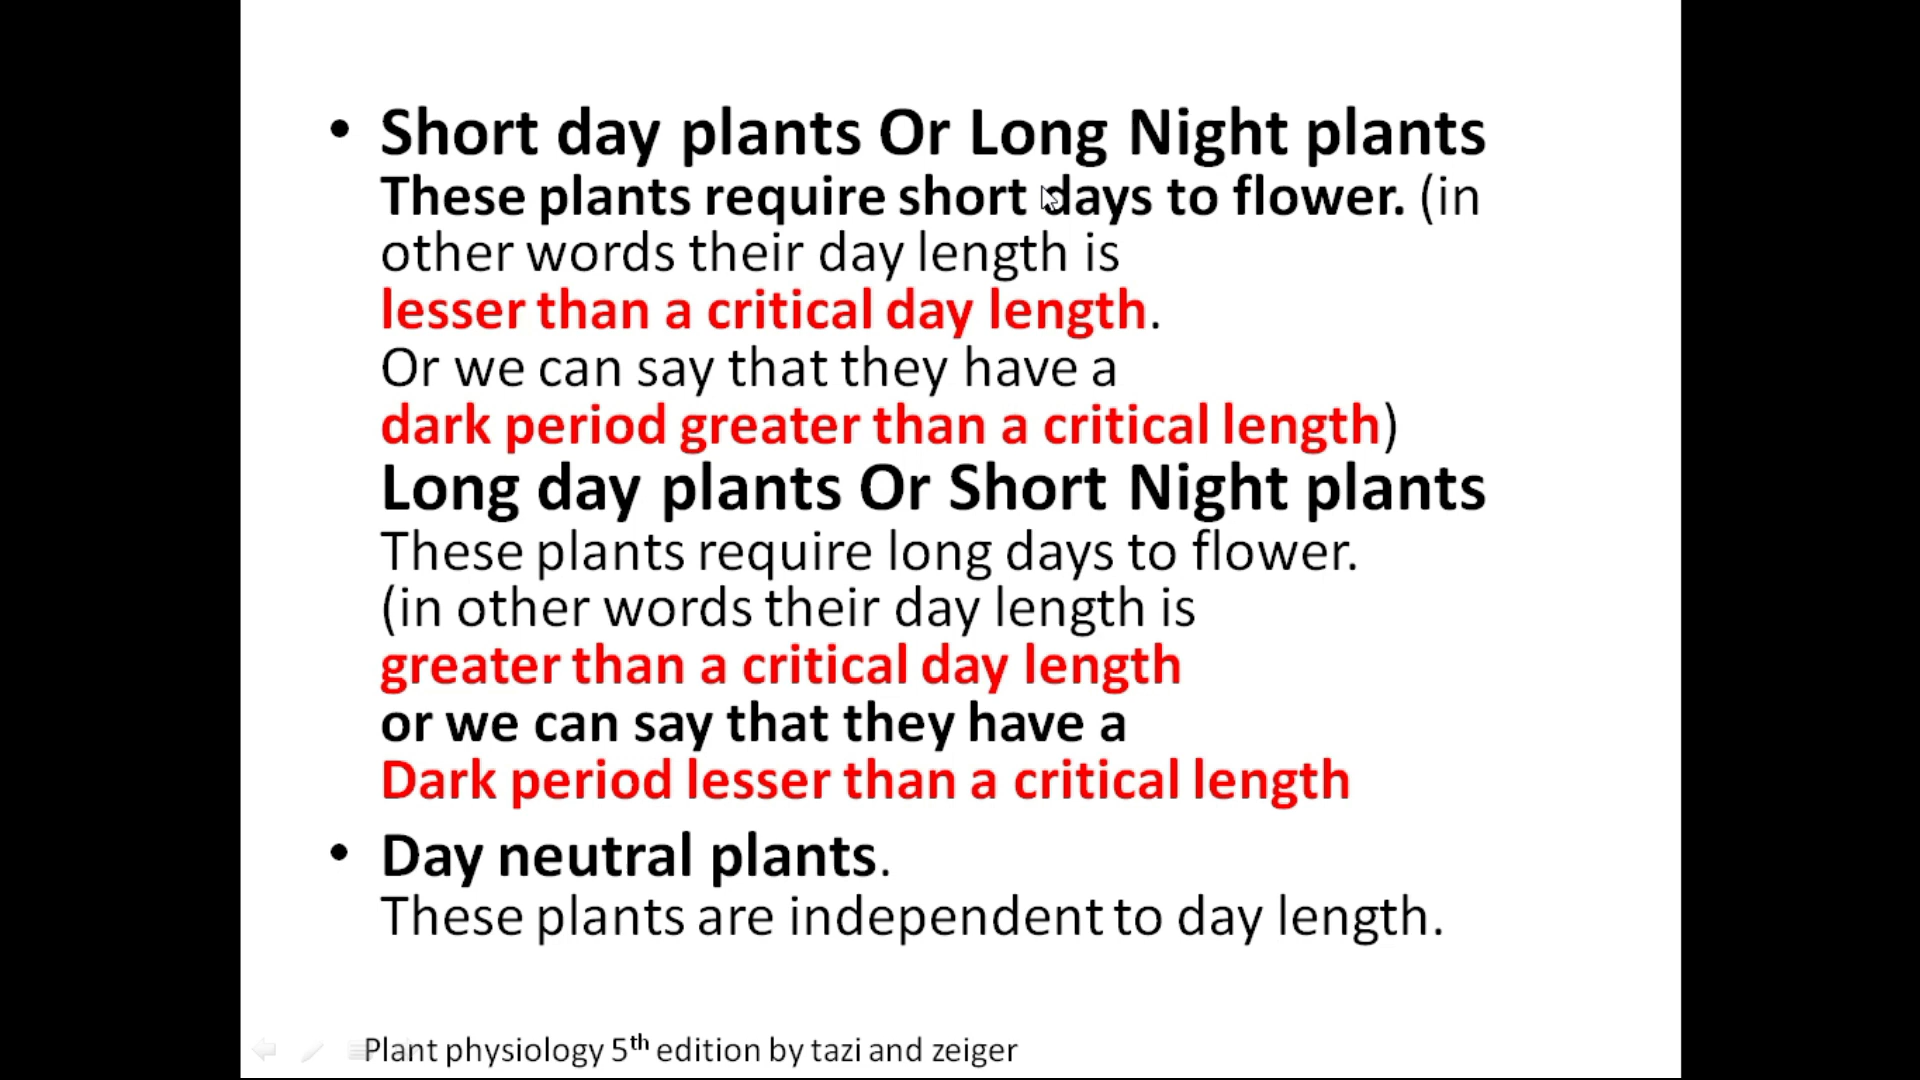 • Short day plants Or Long Night plants
These plants require short days to flower. (in
other words their day length is
lesser than a critical day length.
Or we can say that they have a
dark period greater than a critical length)
Long day plants Or Short Night plants
These plants require long days to flower.
(in other words their day length is
greater than a critical day length
or we can say that they have a
Dark period lesser than a critical length
• Day neutral plants.
These plants are independent to day length.
Plant physiology 5th edition by tazi and zeiger